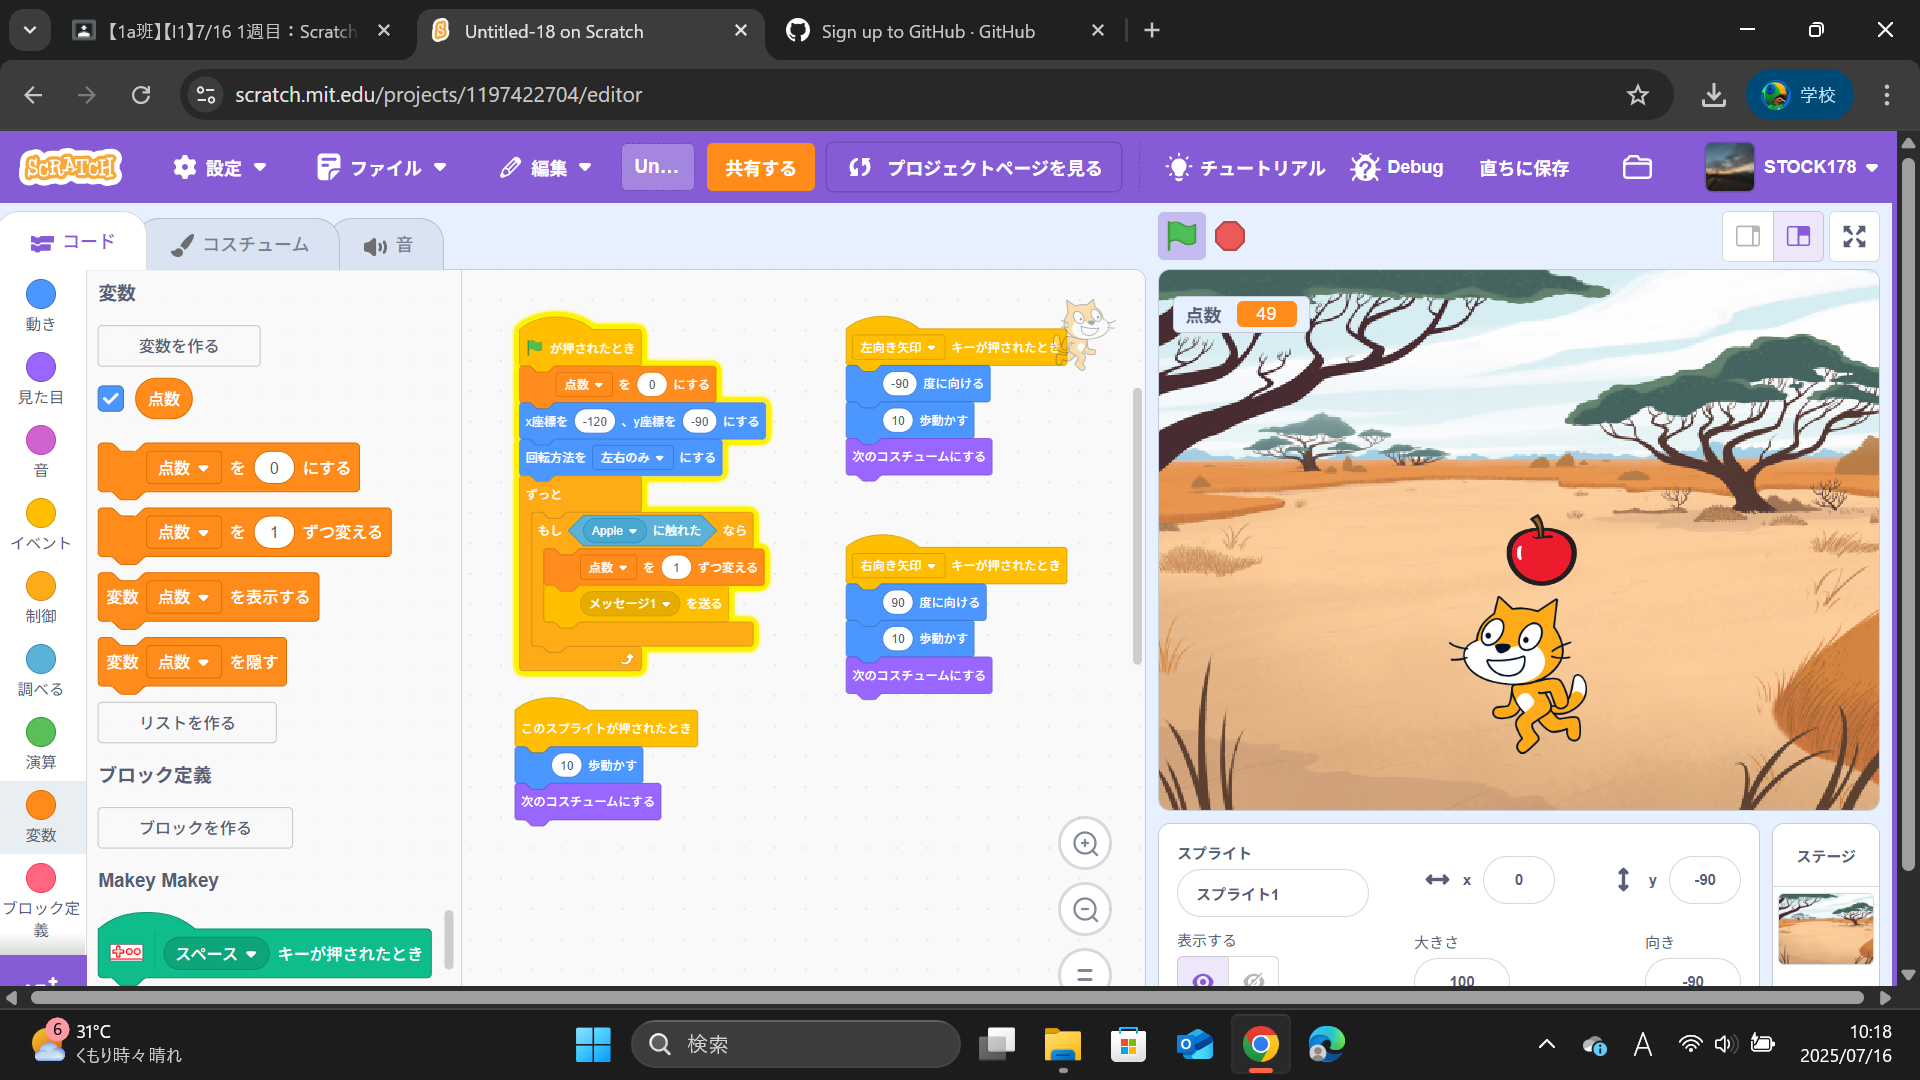 【1a班】【I1】7/16 1週目：Scratch
Untitled-18 on Scratch
Sign up to GitHub · GitHub
scratch.mit.edu/projects/1197422704/editor
学校
SCRATCH
設定
ファイル
編集
Un...
共有する
プロジェクトページを見る
チュートリアル
Debug
直ちに保存
STOCK178
コード
コスチューム
音
動き
見た目
音
イベント
制御
調べる
演算
変数
ブロック定義
変数
変数を作る
点数
点数 を 0 にする
点数 を 1 ずつ変える
変数 点数 を表示する
変数 点数 を隠す
リストを作る
ブロック定義
ブロックを作る
Makey Makey
スペース キーが押されたとき
が押されたとき
点数 を 0 にする
x座標を -120 、y座標を -90 にする
回転方法を 左右のみ にする
ずっと
もし Apple に触れた なら
点数 を 1 ずつ変える
メッセージ1 を送る
このスプライトが押されたとき
10 歩動かす
次のコスチュームにする
左向き矢印 キーが押されたとき
-90 度に向ける
10 歩動かす
次のコスチュームにする
右向き矢印 キーが押されたとき
90 度に向ける
10 歩動かす
次のコスチュームにする
点数 49
スプライト
スプライト1
x 0
y -90
表示する
大きさ
100
向き
-90
ステージ
6
31°C
くもり時々晴れ
検索
A
10:18
2025/07/16